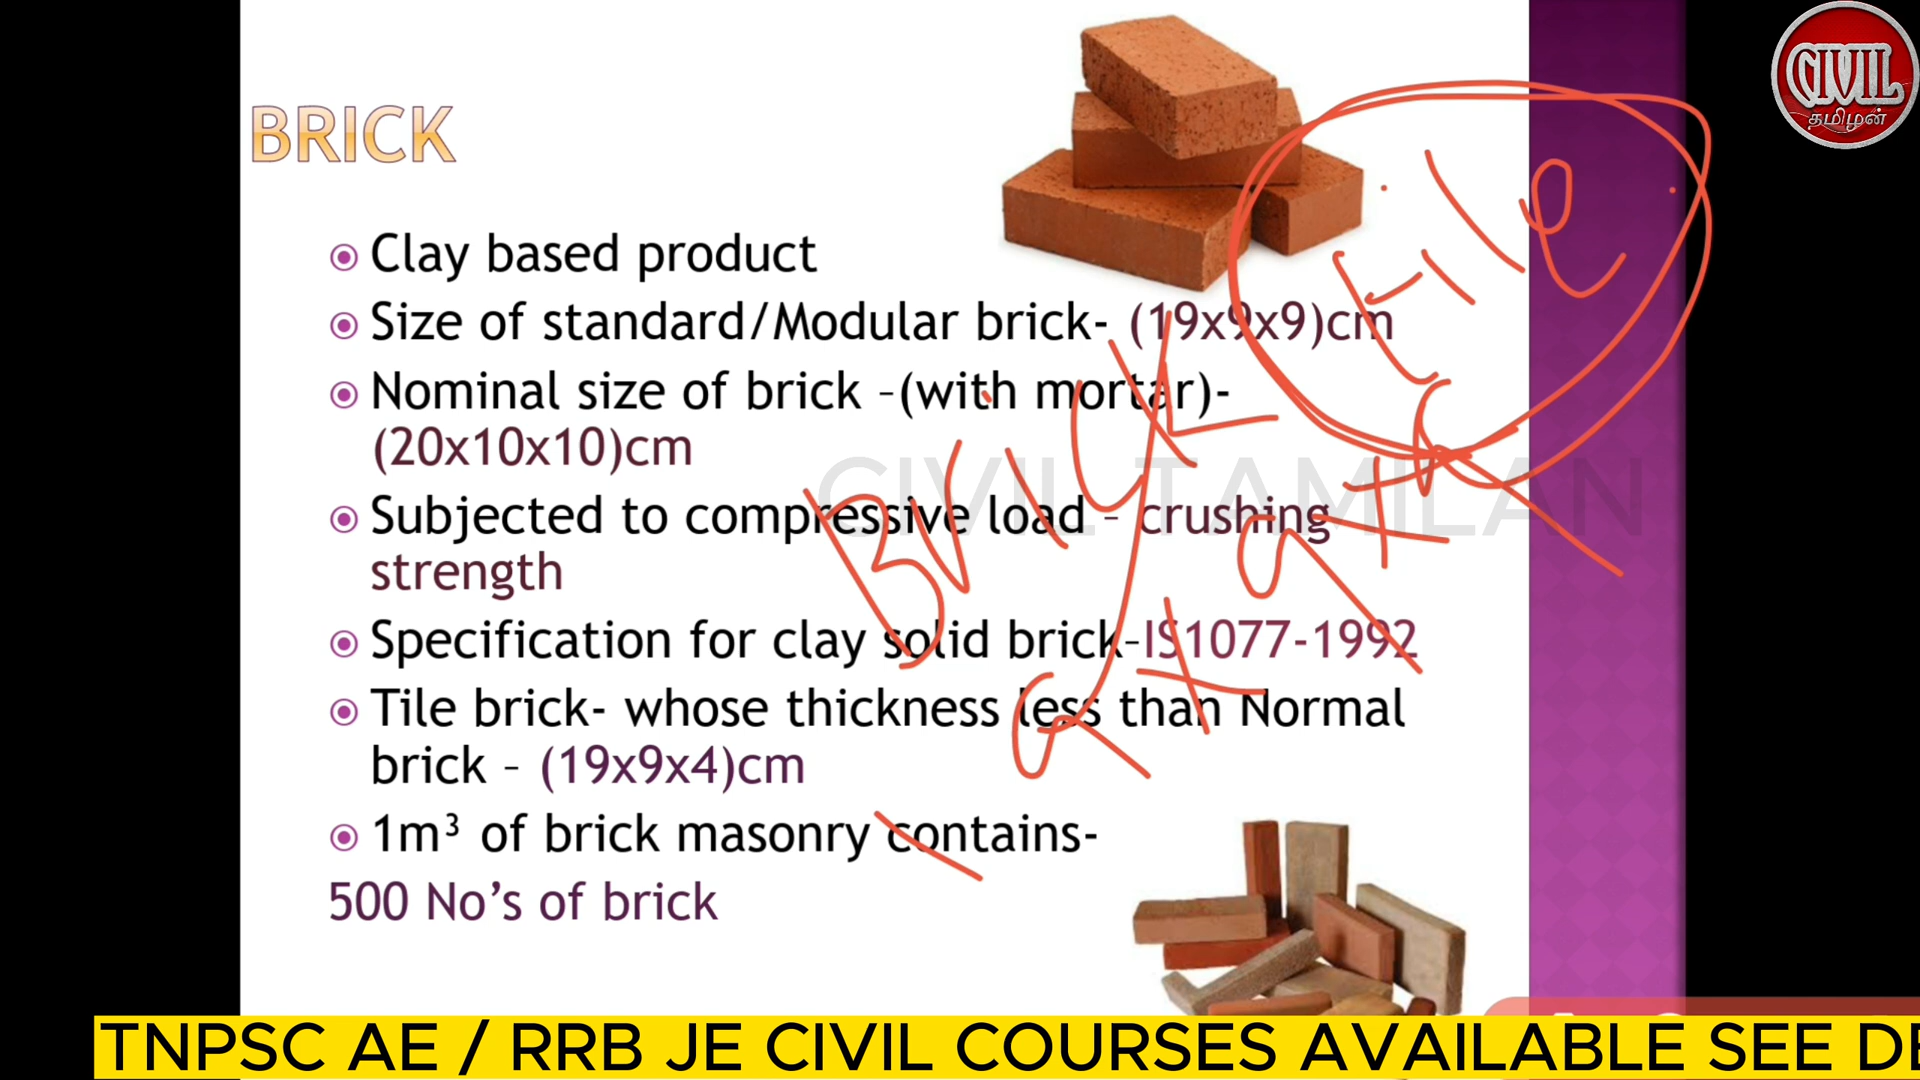 CIVIL
தமிழன்
BRICK
Clay based product
Size of standard/Modular brick- (19x9x9)cm
Nominal size of brick –(with mortar)-
(20x10x10)cm
Subjected to compressive load – crushing
strength
Specification for clay solid brick–IS1077-1992
Tile brick- whose thickness less than Normal
brick – (19x9x4)cm
1m³ of brick masonry contains-
500 No’s of brick
CIVIL TAMILAN
Tile
Brick
TNPSC AE / RRB JE CIVIL COURSES AVAILABLE SEE DE